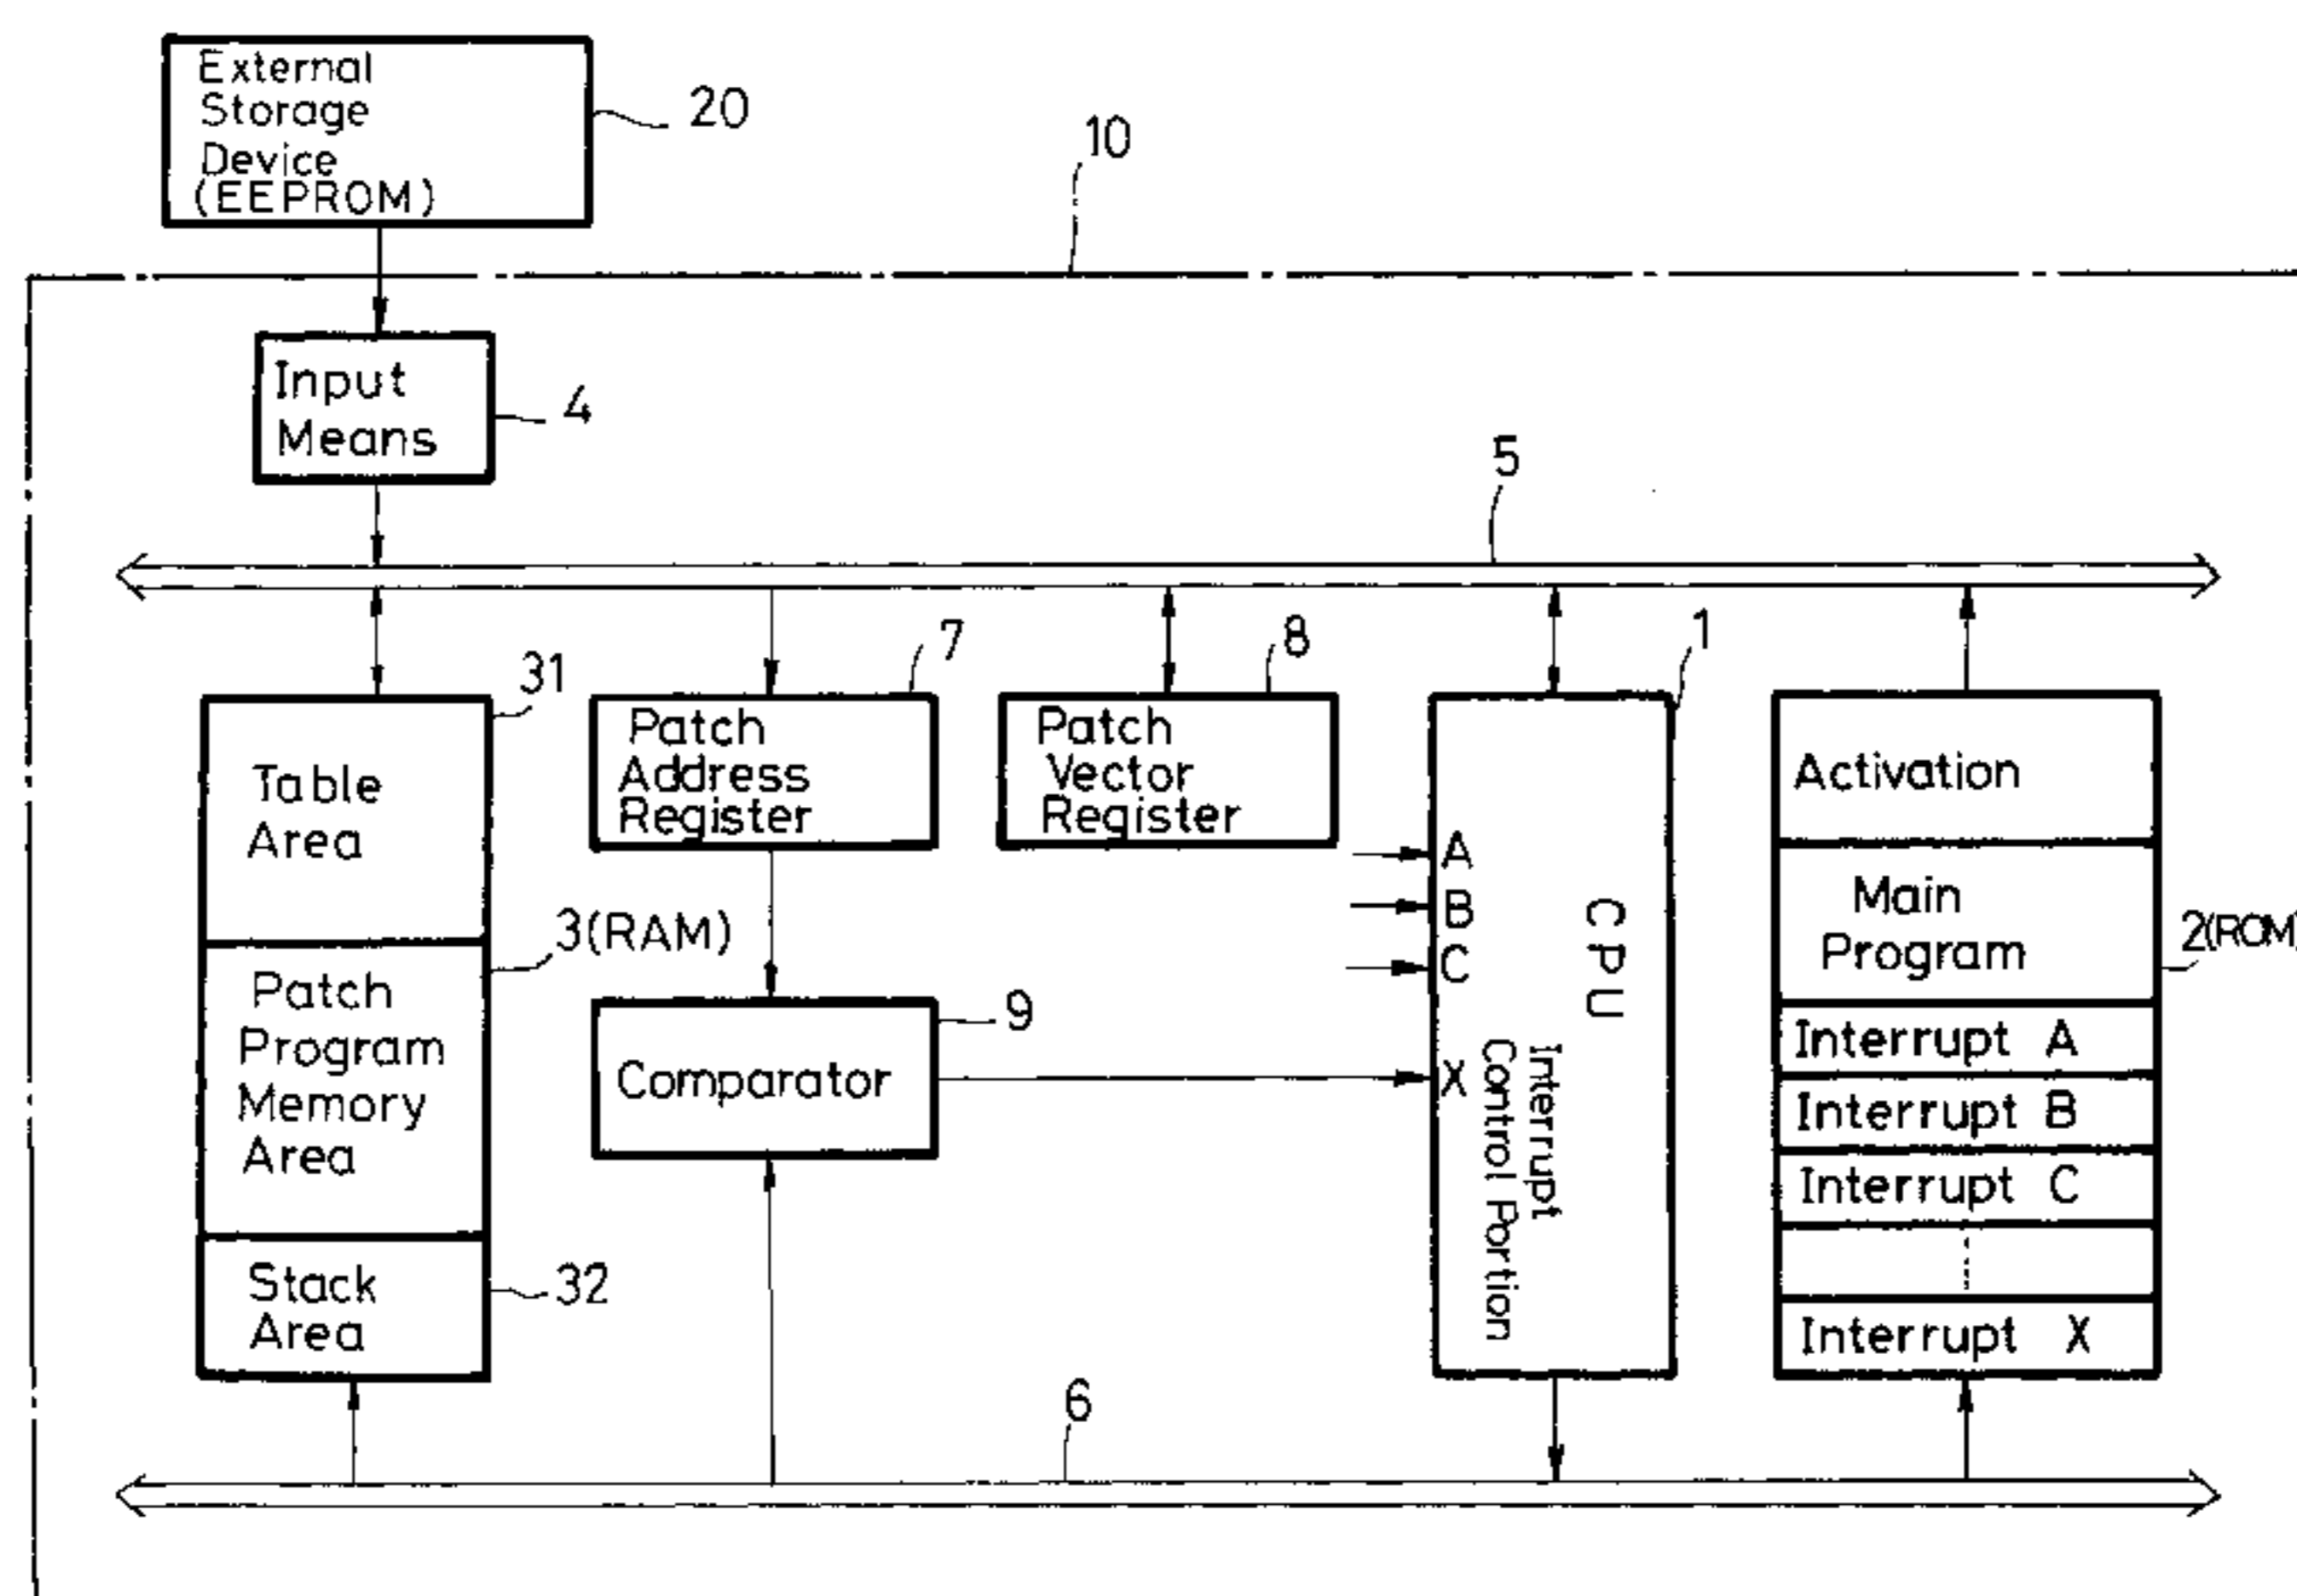 External
Storage
Device
(EEPROM)
20
10
Input
Means
4
5
31
7
8
1
Table
Area
Patch
Address
Register
Patch
Vector
Register
Activation
Main
Program
2(ROM)
3(RAM)
Patch
Program
Memory
Area
9
Comparator
A
B
C
X
CPU
Interrupt
Control Portion
Interrupt A
Interrupt B
Interrupt C
Interrupt X
Stack
Area
32
6